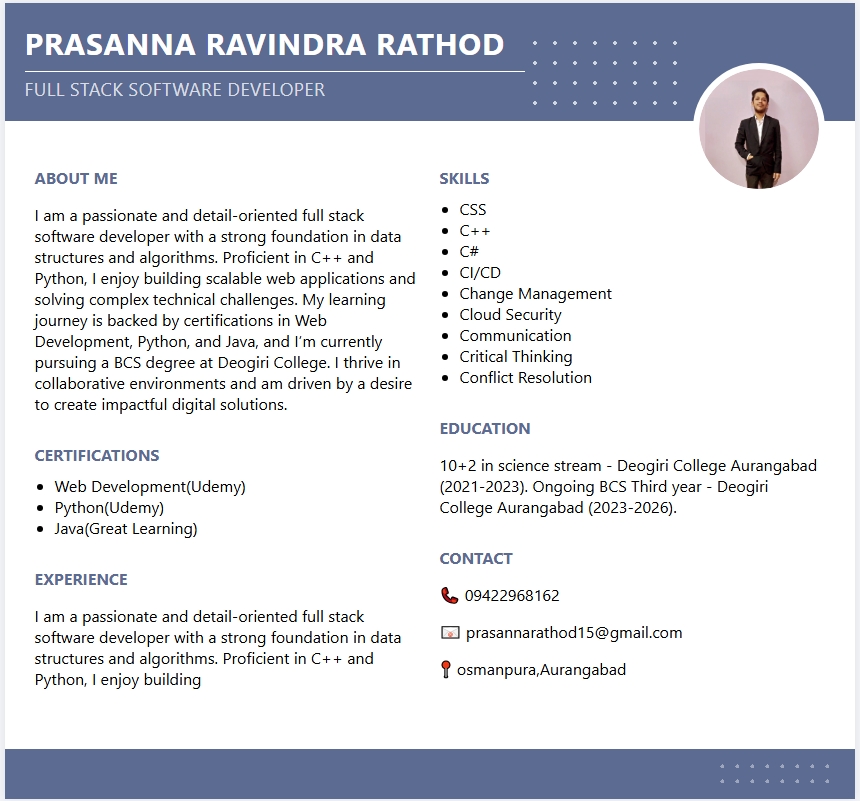 PRASANNA RAVINDRA RATHOD
FULL STACK SOFTWARE DEVELOPER
ABOUT ME
I am a passionate and detail-oriented full stack
software developer with a strong foundation in data
structures and algorithms. Proficient in C++ and
Python, I enjoy building scalable web applications and
solving complex technical challenges. My learning
journey is backed by certifications in Web
Development, Python, and Java, and I’m currently
pursuing a BCS degree at Deogiri College. I thrive in
collaborative environments and am driven by a desire
to create impactful digital solutions.
CERTIFICATIONS
Web Development(Udemy)
Python(Udemy)
Java(Great Learning)
EXPERIENCE
I am a passionate and detail-oriented full stack
software developer with a strong foundation in data
structures and algorithms. Proficient in C++ and
Python, I enjoy building
SKILLS
CSS
C++
C#
CI/CD
Change Management
Cloud Security
Communication
Critical Thinking
Conflict Resolution
EDUCATION
10+2 in science stream - Deogiri College Aurangabad
(2021-2023). Ongoing BCS Third year - Deogiri
College Aurangabad (2023-2026).
CONTACT
09422968162
prasannarathod15@gmail.com
osmanpura,Aurangabad